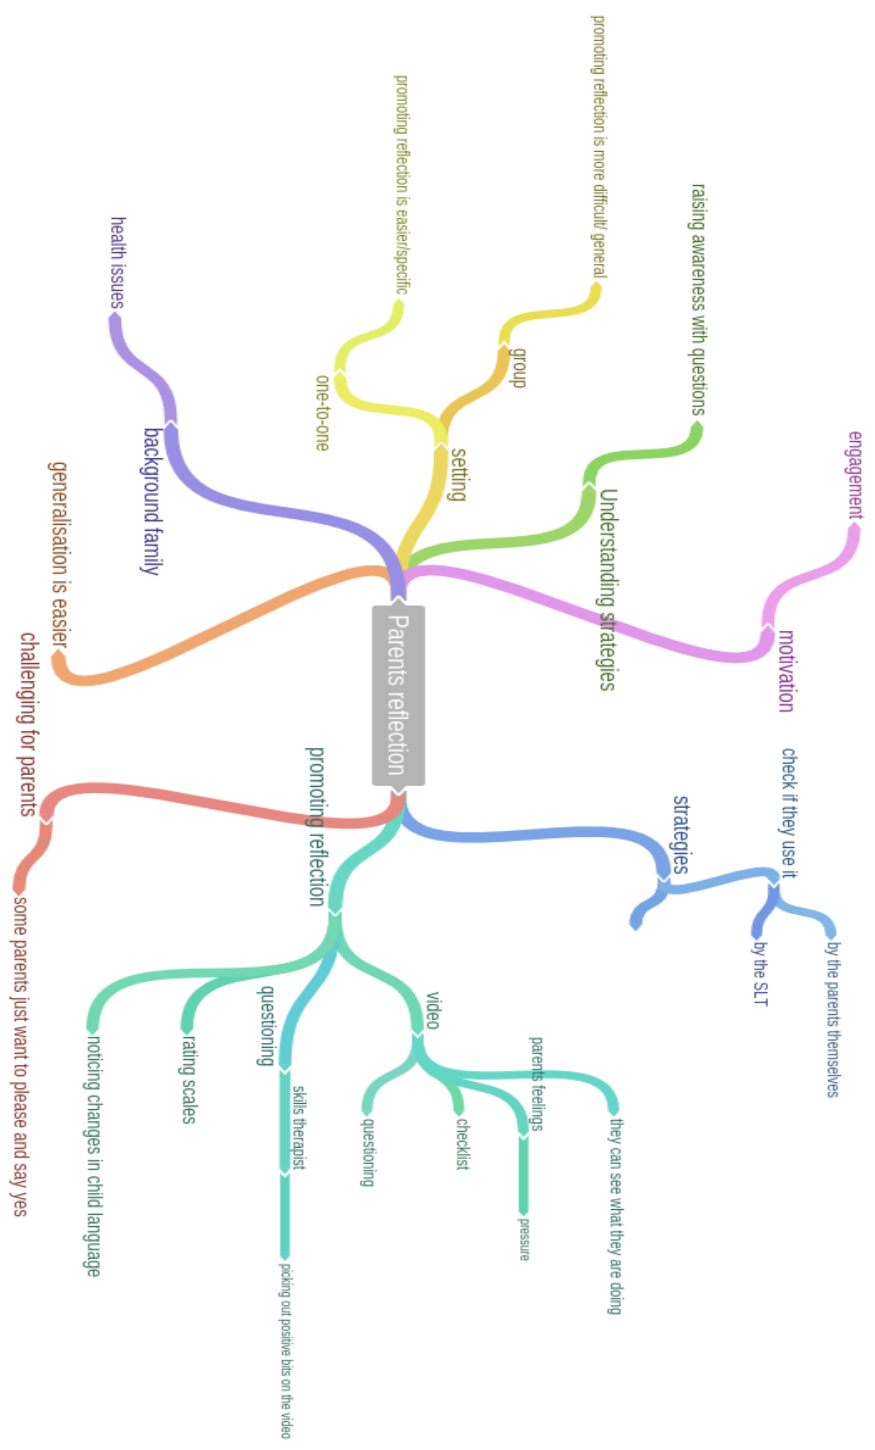 Parents reflection
motivation
engagement
Understanding strategies
raising awareness with questions
setting
group
promoting reflection is more difficult/ general
one-to-one
promoting reflection is easier/specific
background family
health issues
generalisation is easier
strategies
check if they use it
by the parents themselves
by the SLT
promoting reflection
video
they can see what they are doing
parents feelings
pressure
checklist
questioning
questioning
skills therapist
picking out positive bits on the video
rating scales
noticing changes in child language
challenging for parents
some parents just want to please and say yes